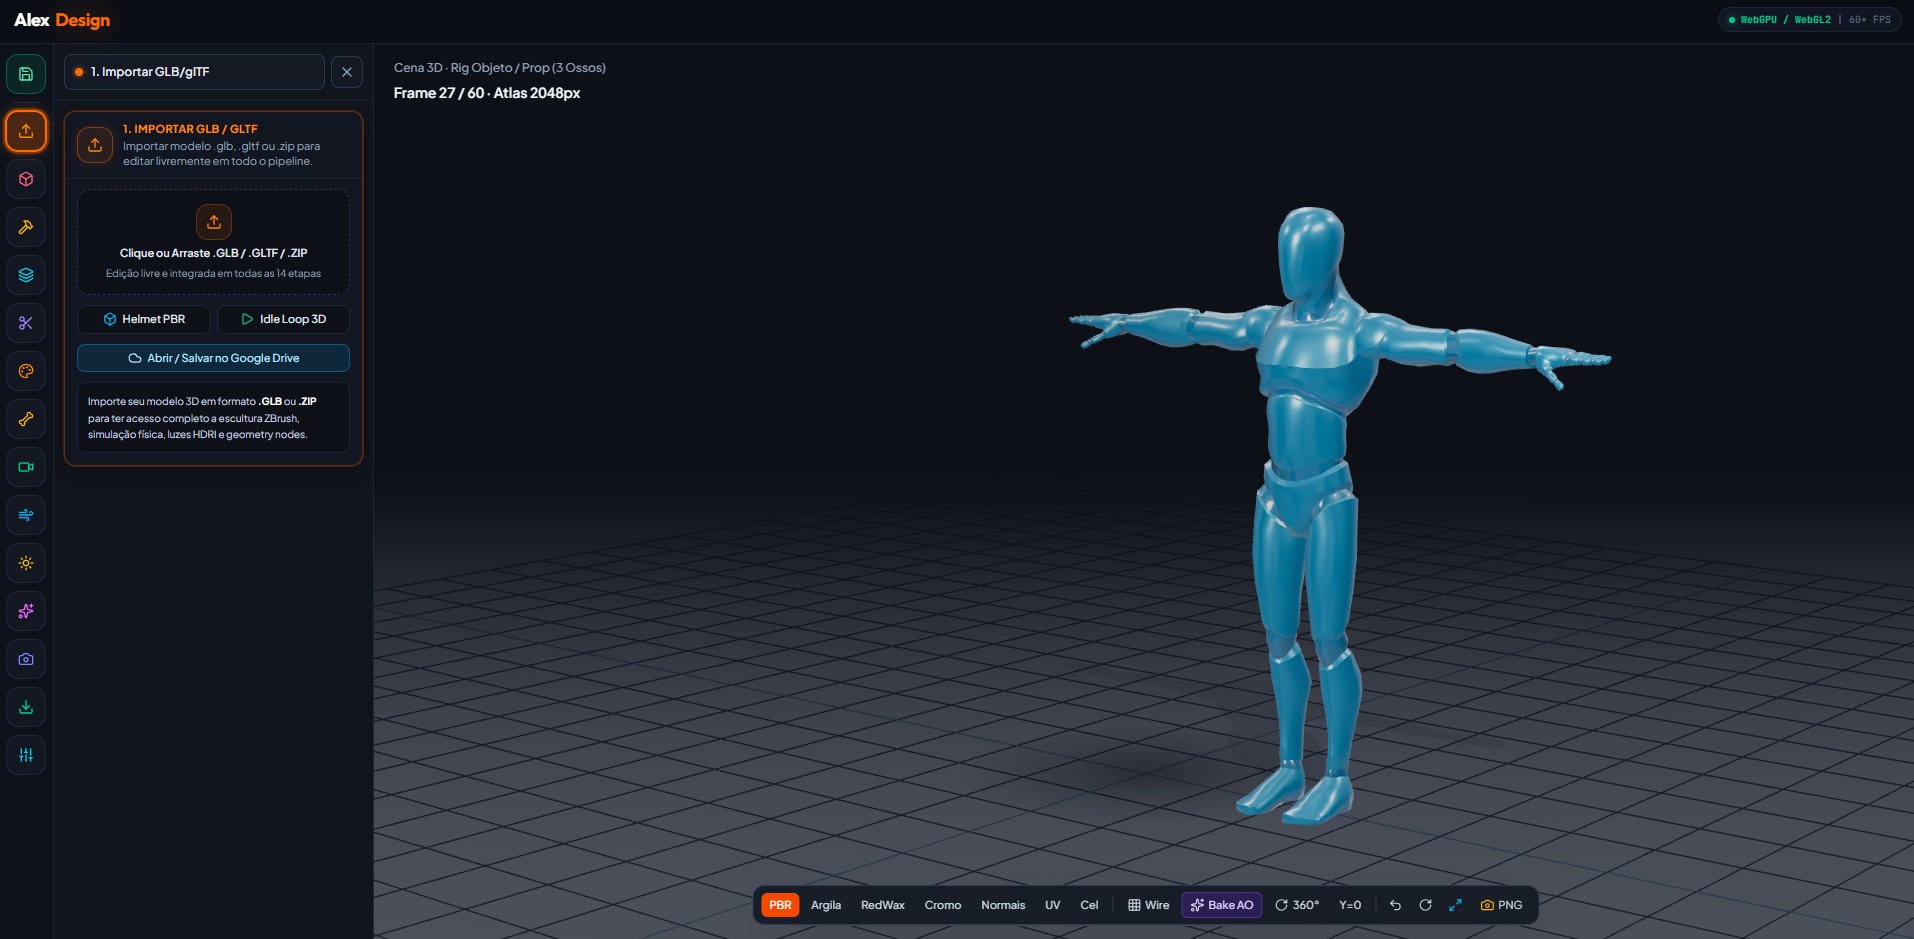 Alex Design
WebGPU / WebGL2 | 60+ FPS
1. Importar GLB/glTF
Cena 3D · Rig Objeto / Prop (3 Ossos)
Frame 27 / 60 · Atlas 2048px
1. IMPORTAR GLB / GLTF
Importar modelo .glb, .gltf ou .zip para
editar livremente em todo o pipeline.
Clique ou Arraste .GLB / .GLTF / .ZIP
Edição livre e integrada em todas as 14 etapas
Helmet PBR
Idle Loop 3D
Abrir / Salvar no Google Drive
Importe seu modelo 3D em formato .GLB ou .ZIP
para ter acesso completo a escultura ZBrush,
simulação física, luzes HDRI e geometry nodes.
PBR Argila RedWax Cromo Normais UV Cel Wire Bake AO 360° Y=0 PNG